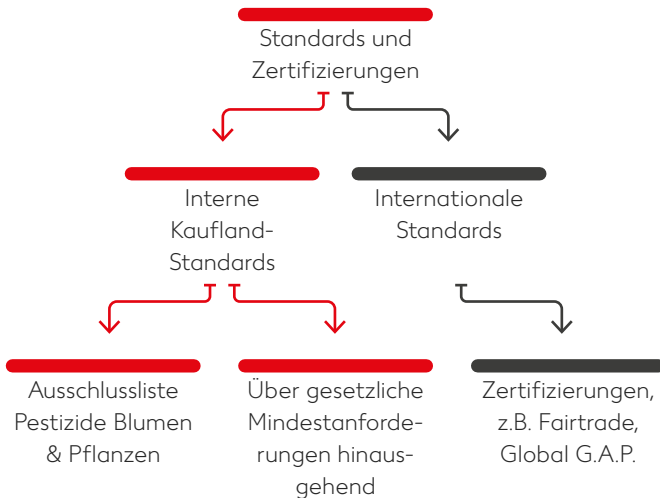 Standards und
Zertifizierungen
Interne
Kaufland-
Standards
Internationale
Standards
Ausschlussliste
Pestizide Blumen
& Pflanzen
Über gesetzliche
Mindestanforde-
rungen hinaus-
gehend
Zertifizierungen,
z.B. Fairtrade,
Global G.A.P.